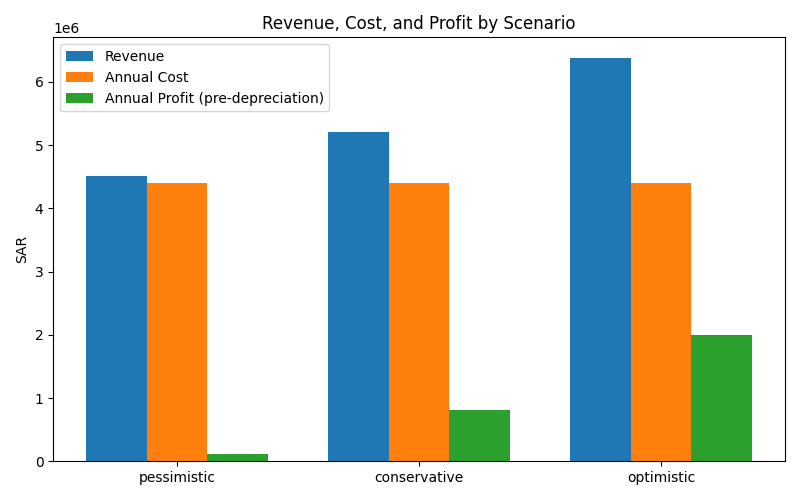 Revenue, Cost, and Profit by Scenario
1e6
Revenue
Annual Cost
Annual Profit (pre-depreciation)
6
5
4
3
2
1
0
SAR
pessimistic conservative optimistic